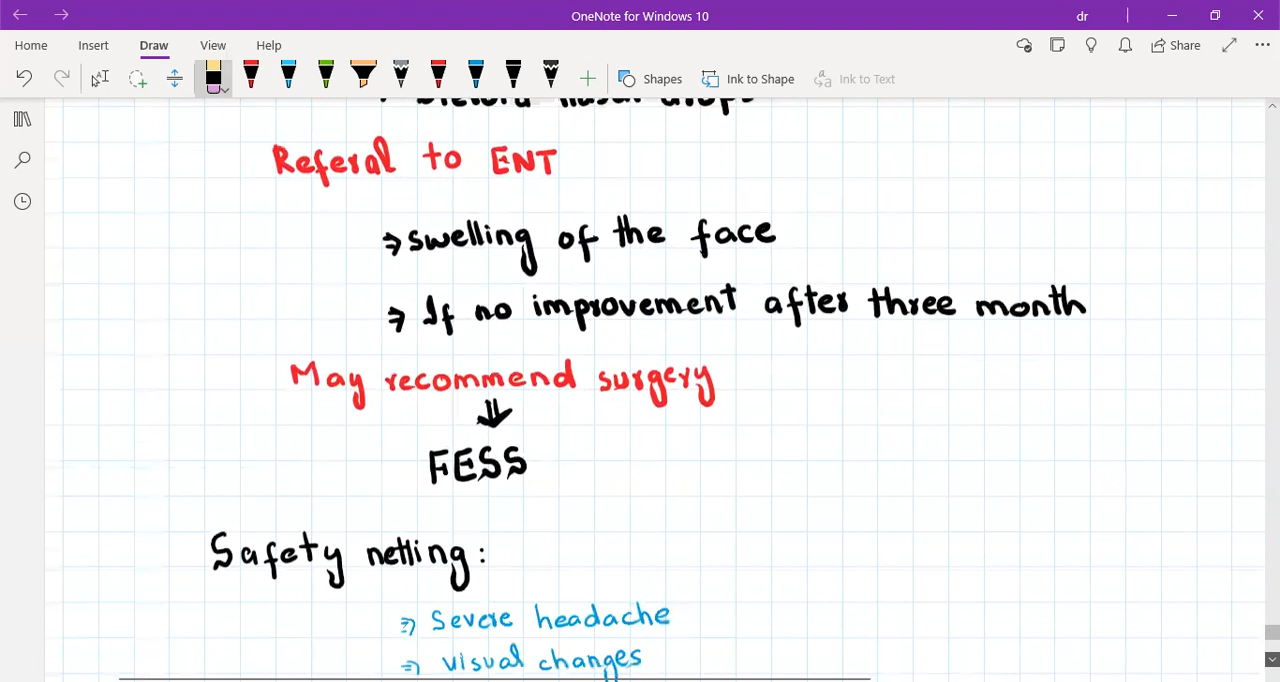 OneNote for Windows 10
dr
Home Insert Draw View Help
Share
Shapes Ink to Shape Ink to Text
nasal drops
Referal to ENT
⇒ swelling of the face
⇒ If no improvement after three month
May recommend surgery
⇓
FESS
Safety netting:
⇒ Severe headache
⇒ visual changes